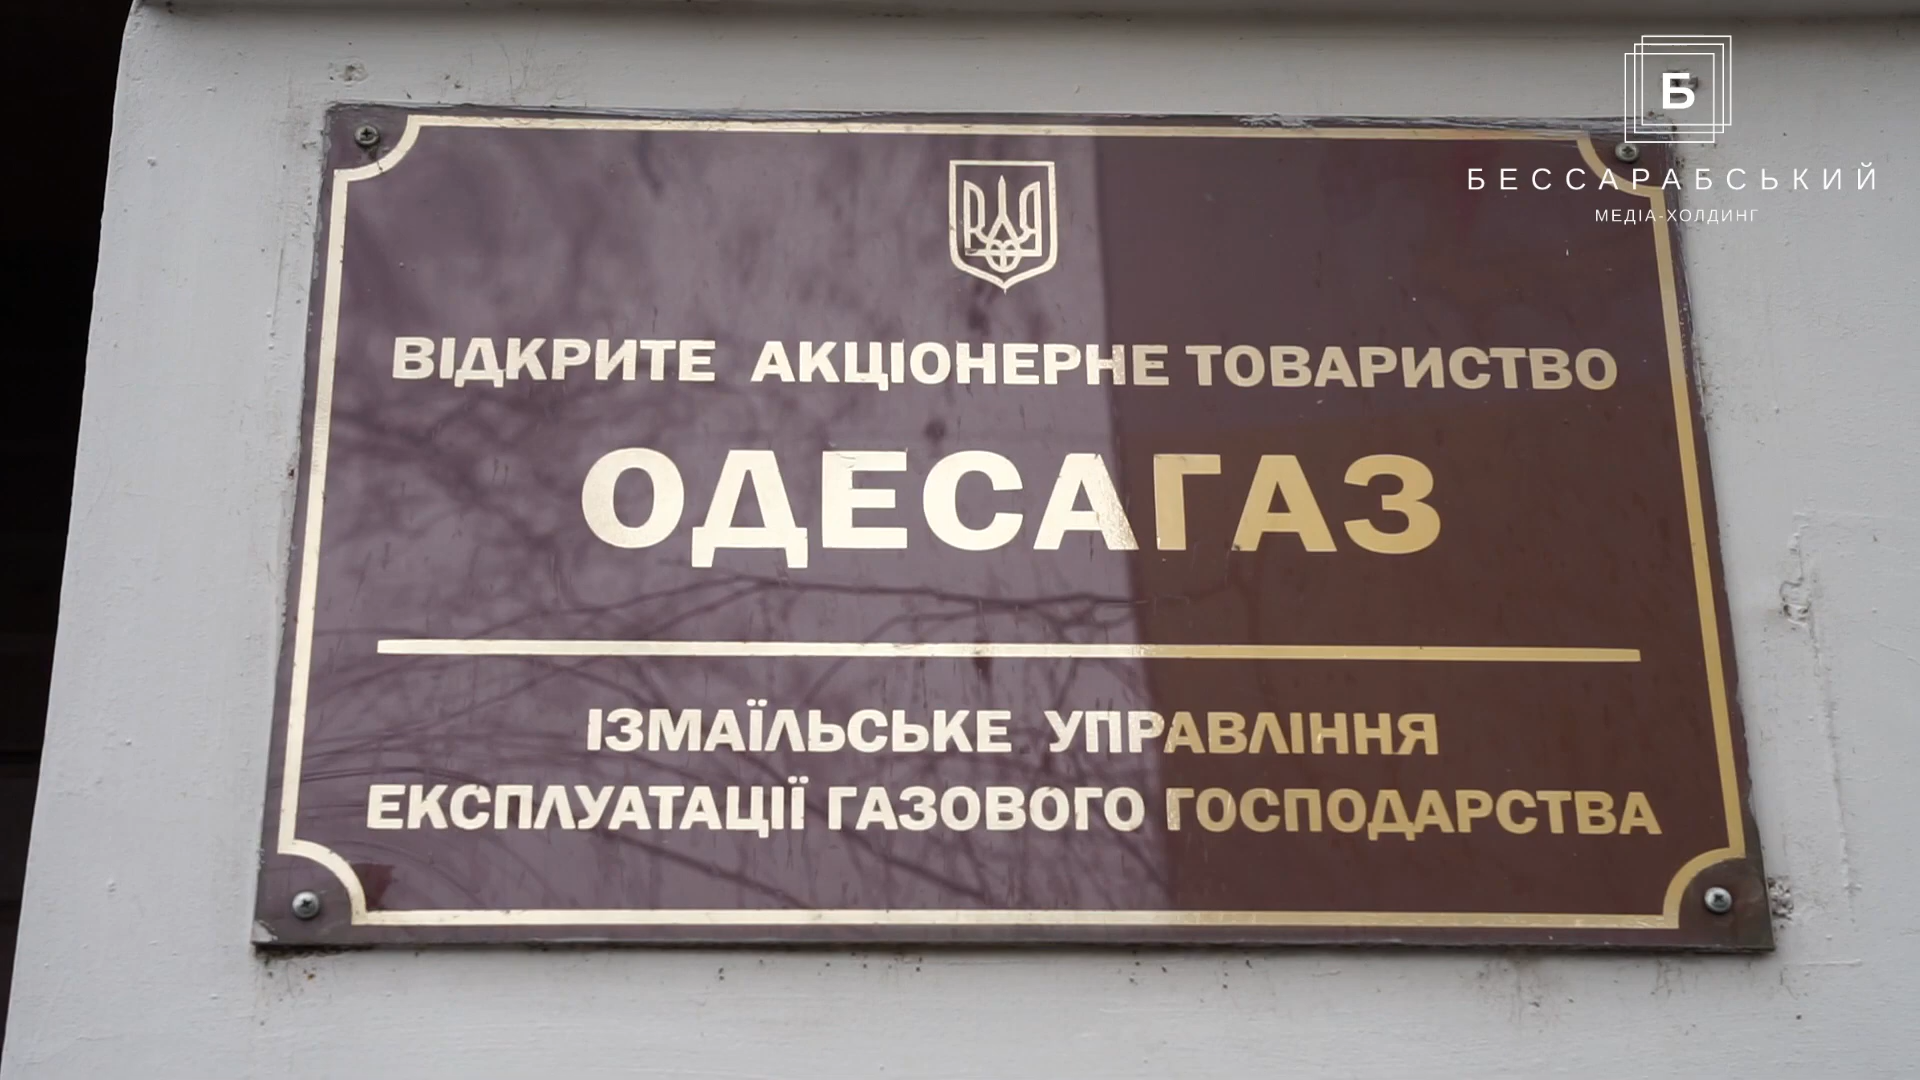 Б
БЕССАРАБСЬКИЙ
МЕДІА-ХОЛДИНГ
ВІДКРИТЕ АКЦІОНЕРНЕ ТОВАРИСТВО
ОДЕСАГАЗ
ІЗМАЇЛЬСЬКЕ УПРАВЛІННЯ
ЕКСПЛУАТАЦІЇ ГАЗОВОГО ГОСПОДАРСТВА